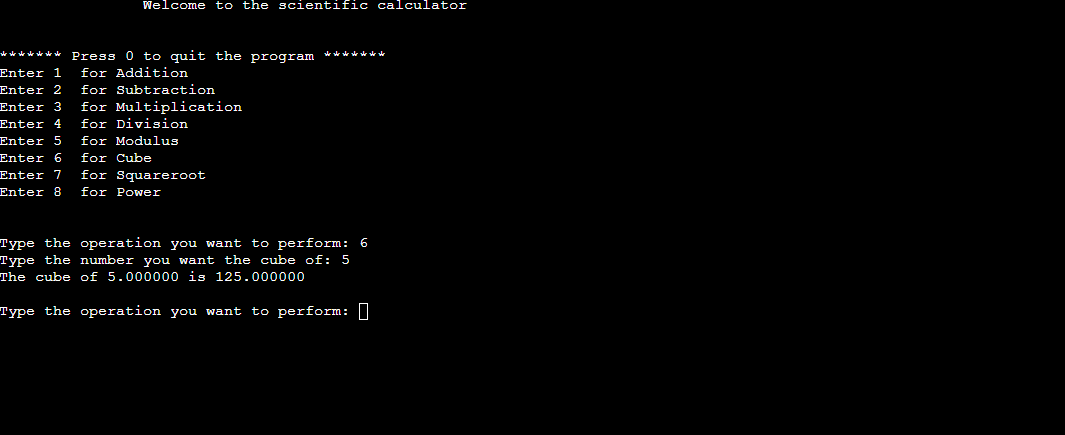 Welcome to the scientific calculator
******* Press 0 to quit the program *******
Enter 1  for Addition
Enter 2  for Subtraction
Enter 3  for Multiplication
Enter 4  for Division
Enter 5  for Modulus
Enter 6  for Cube
Enter 7  for Squareroot
Enter 8  for Power
Type the operation you want to perform: 6
Type the number you want the cube of: 5
The cube of 5.000000 is 125.000000
Type the operation you want to perform: